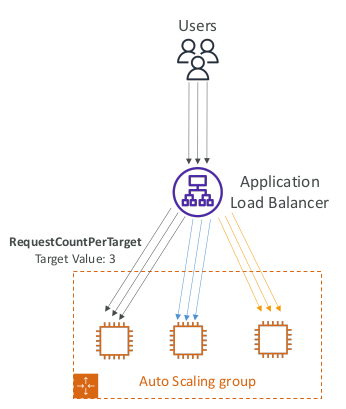 Users
Application
Load Balancer
RequestCountPerTarget
Target Value: 3
Auto Scaling group